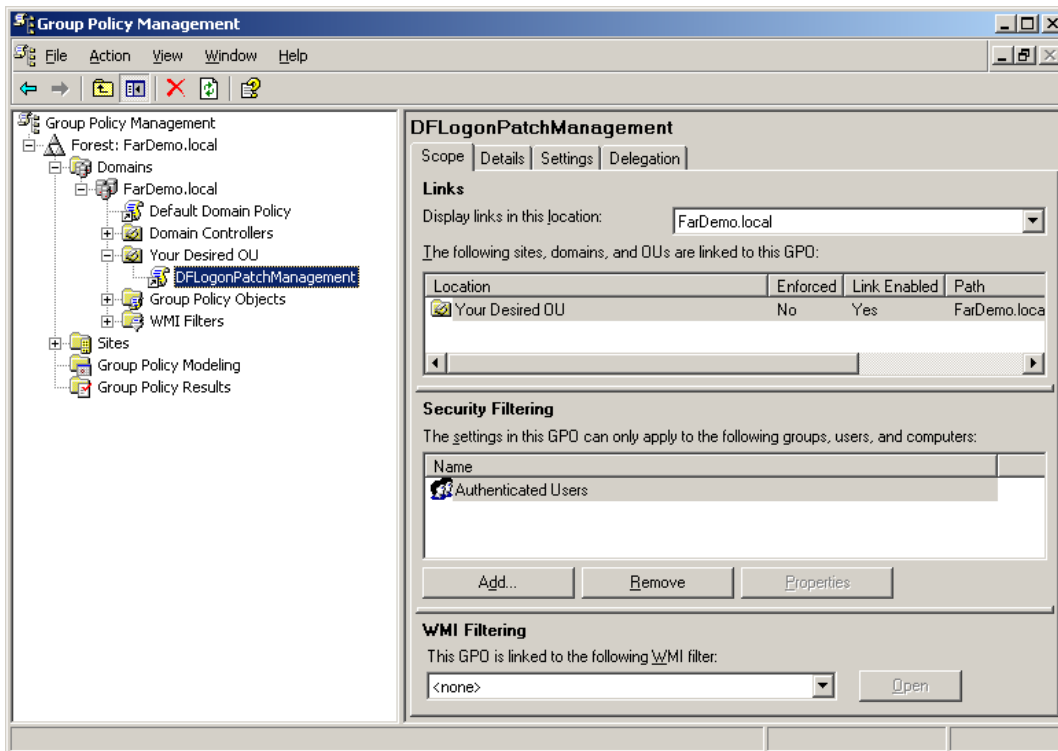 Group Policy Management
File Action View Window Help
Group Policy Management
Forest: FarDemo.local
Domains
FarDemo.local
Default Domain Policy
Domain Controllers
Your Desired OU
DFLogonPatchManagement
Group Policy Objects
WMI Filters
Sites
Group Policy Modeling
Group Policy Results
DFLogonPatchManagement
Scope Details Settings Delegation
Links
Display links in this location: FarDemo.local
The following sites, domains, and OUs are linked to this GPO:
Location Enforced Link Enabled Path
Your Desired OU No Yes FarDemo.loca
Security Filtering
The settings in this GPO can only apply to the following groups, users, and computers:
Name
Authenticated Users
Add... Remove Properties
WMI Filtering
This GPO is linked to the following WMI filter:
<none> Open